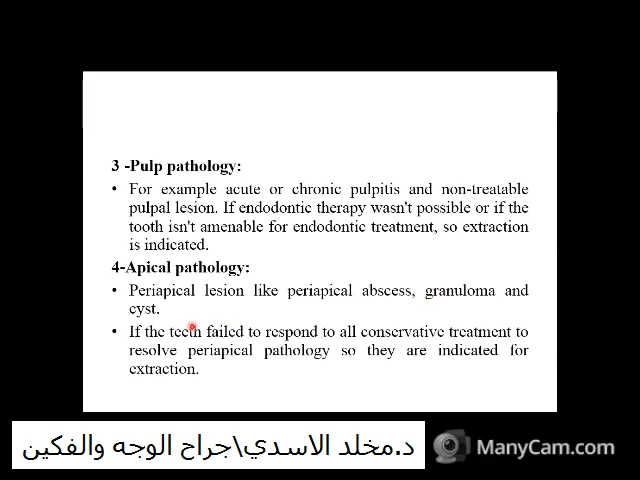 3 -Pulp pathology:
• For example acute or chronic pulpitis and non-treatable
pulpal lesion. If endodontic therapy wasn't possible or if the
tooth isn't amenable for endodontic treatment, so extraction
is indicated.
4-Apical pathology:
• Periapical lesion like periapical abscess, granuloma and
cyst.
• If the teeth failed to respond to all conservative treatment to
resolve periapical pathology so they are indicated for
extraction.
د.مخلد الاسدي\جراح الوجه والفكين
ManyCam.com